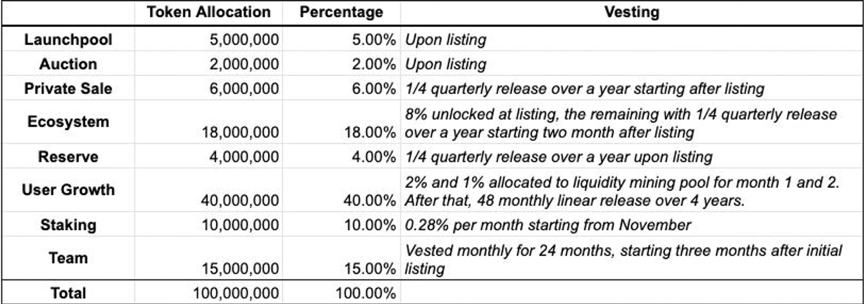 Token Allocation Percentage Vesting
Launchpool 5,000,000 5.00% Upon listing
Auction 2,000,000 2.00% Upon listing
Private Sale 6,000,000 6.00% 1/4 quarterly release over a year starting after listing
Ecosystem 18,000,000 18.00% 8% unlocked at listing, the remaining with 1/4 quarterly release
over a year starting two month after listing
Reserve 4,000,000 4.00% 1/4 quarterly release over a year upon listing
User Growth 40,000,000 40.00% 2% and 1% allocated to liquidity mining pool for month 1 and 2.
After that, 48 monthly linear release over 4 years.
Staking 10,000,000 10.00% 0.28% per month starting from November
Team 15,000,000 15.00% Vested monthly for 24 months, starting three months after initial
listing
Total 100,000,000 100.00%